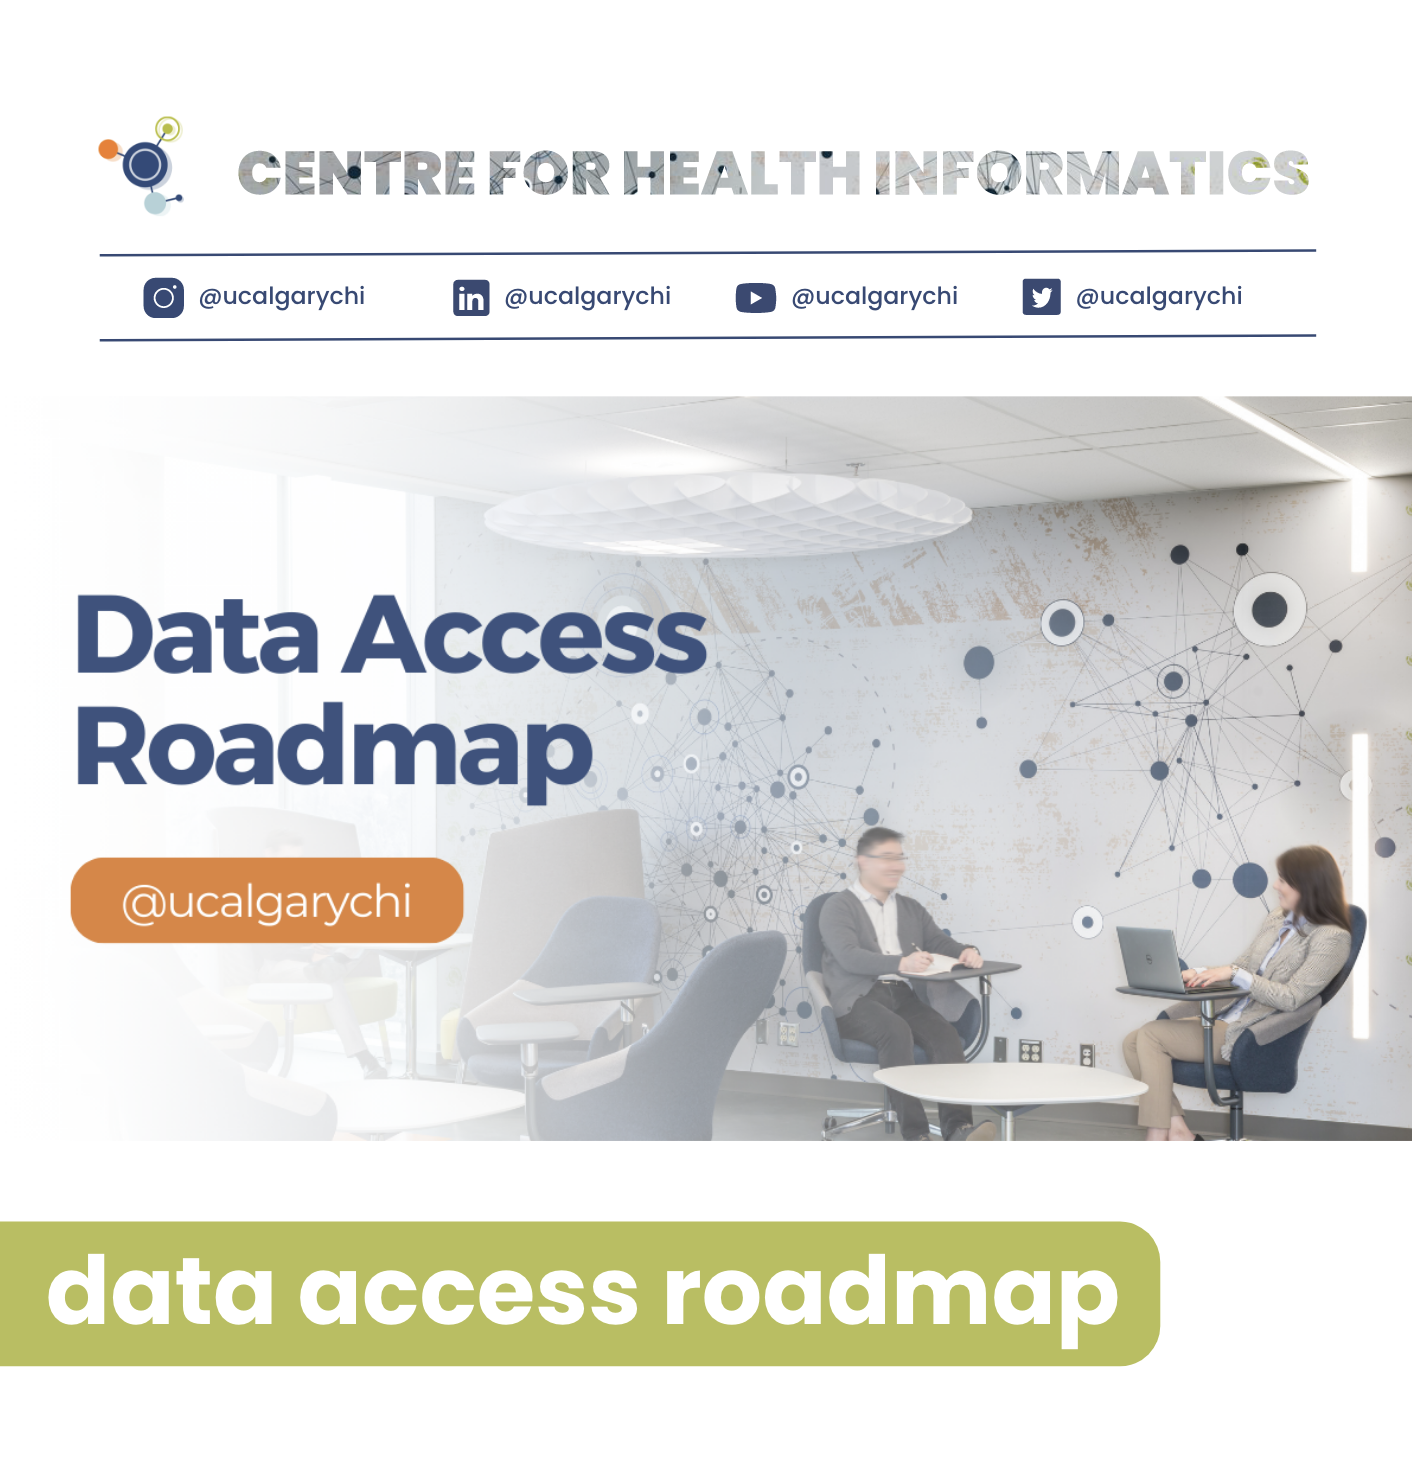 CENTRE FOR HEALTH INFORMATICS
@ucalgarychi @ucalgarychi @ucalgarychi @ucalgarychi
Data Access
Roadmap
@ucalgarychi
data access roadmap